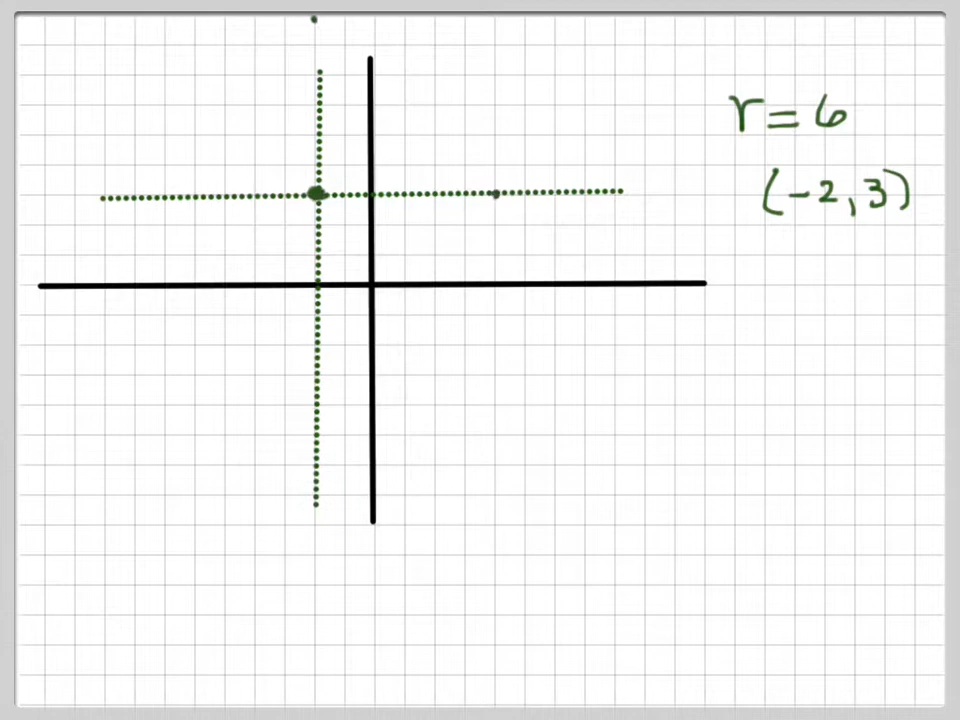 r = 6
(-2, 3)